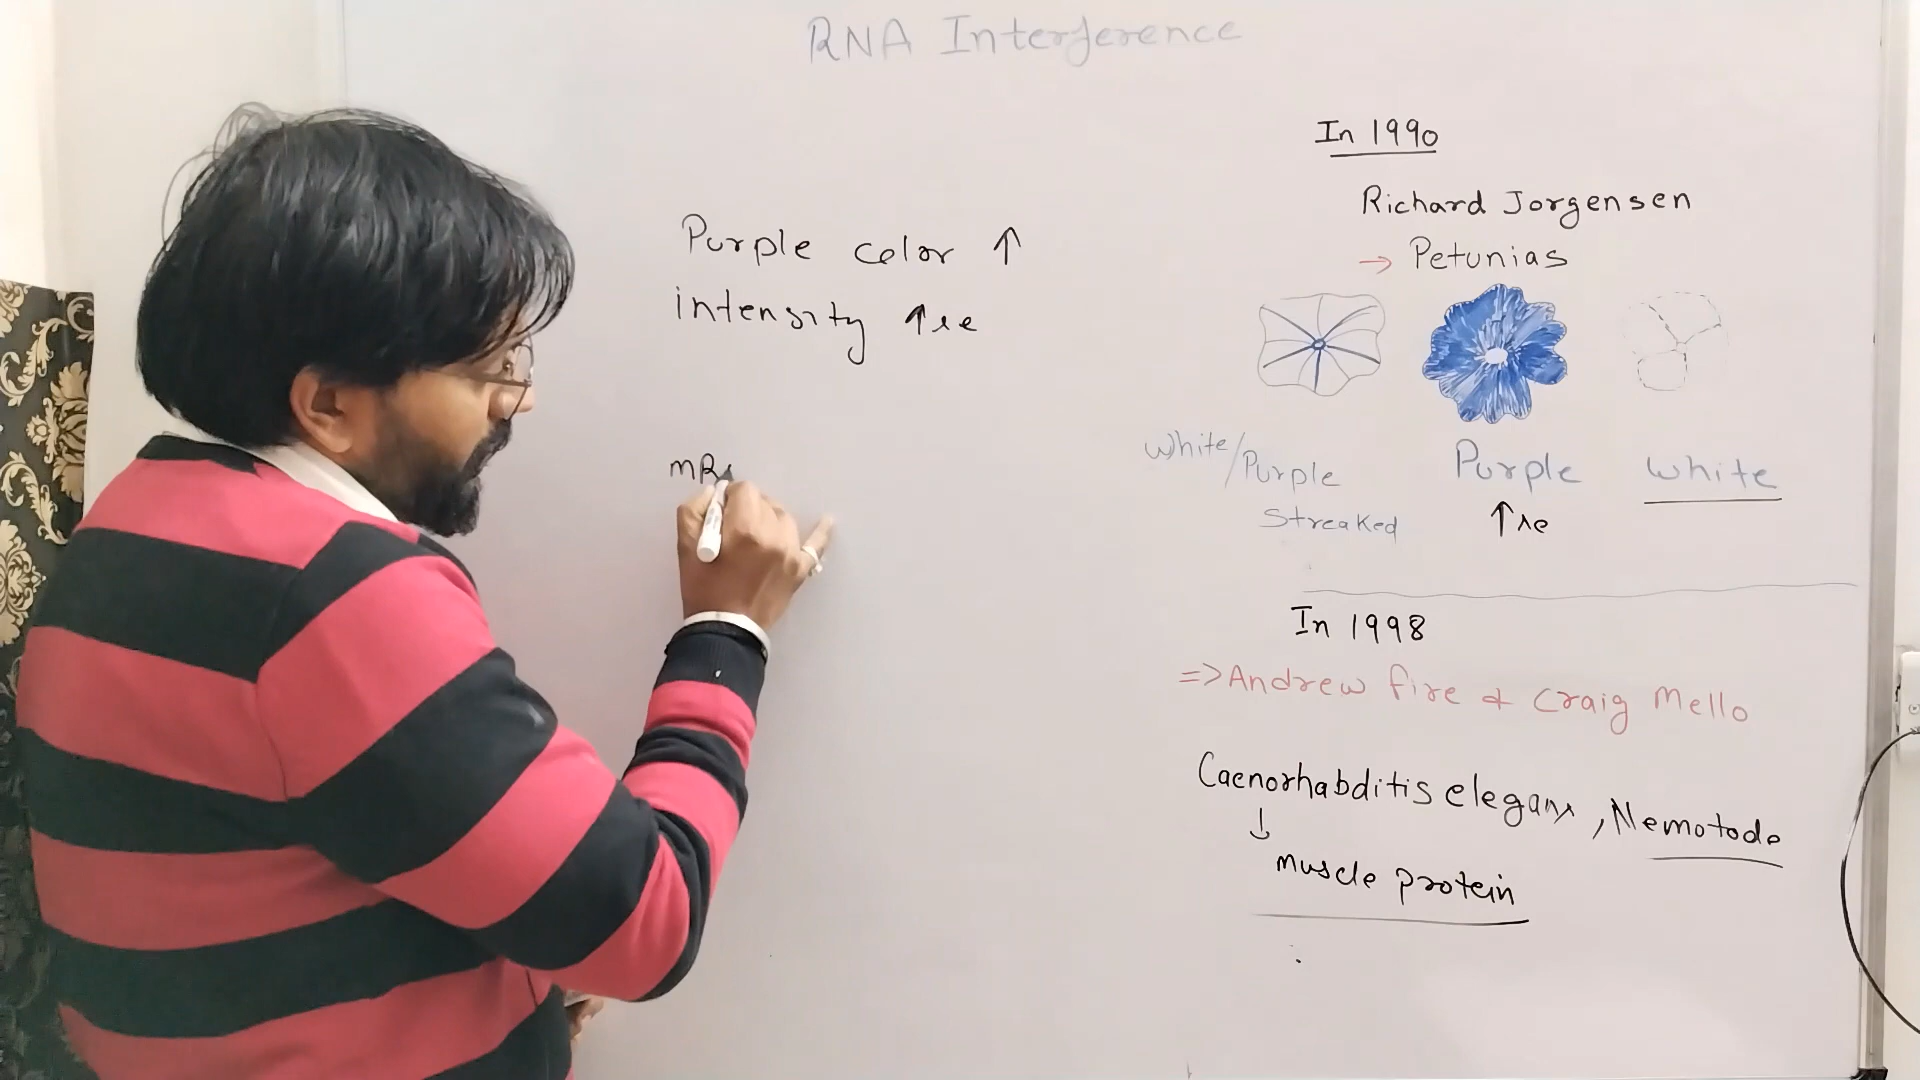 RNA Interference
Purple color ↑
intensity ↑se
mR
In 1990
Richard Jorgensen
→ Petunias
White/Purple
Streaked
Purple
↑se
White
In 1998
=> Andrew fire & Craig Mello
Caenorhabditis elegans, Nemotode
↓
muscle protein